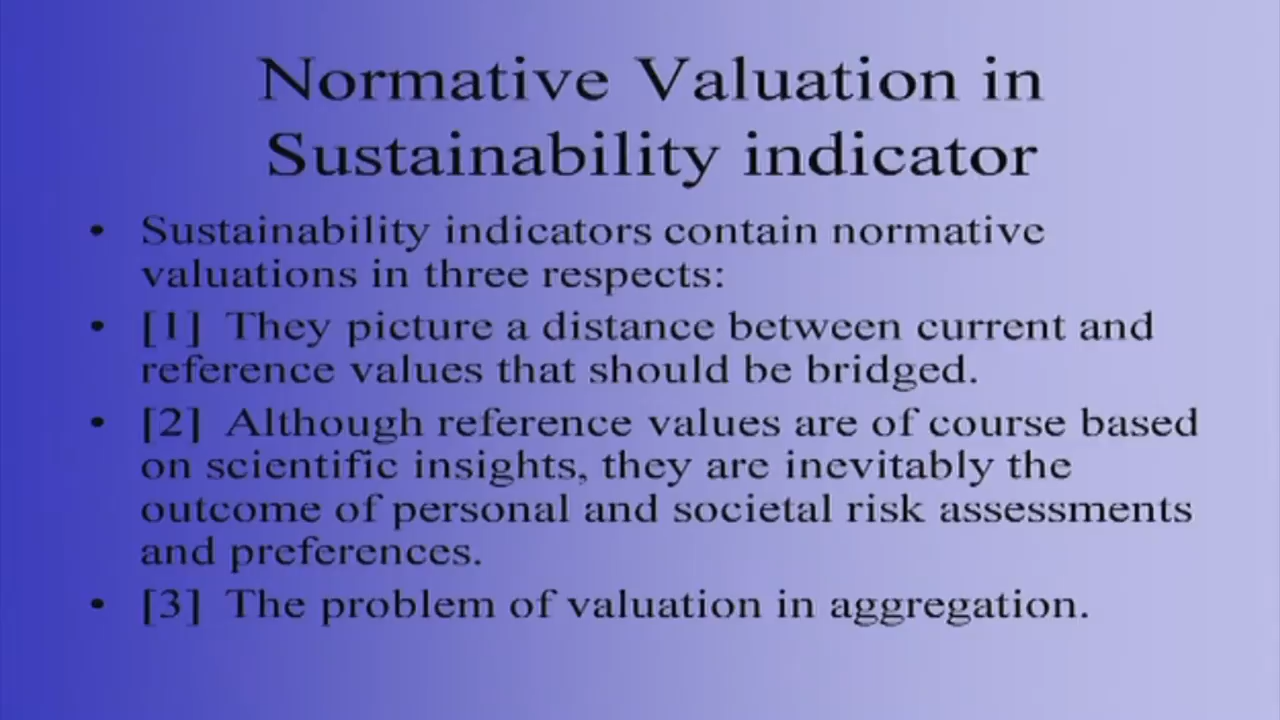 Normative Valuation in
Sustainability indicator
• Sustainability indicators contain normative
valuations in three respects:
• [1] They picture a distance between current and
reference values that should be bridged.
• [2] Although reference values are of course based
on scientific insights, they are inevitably the
outcome of personal and societal risk assessments
and preferences.
• [3] The problem of valuation in aggregation.